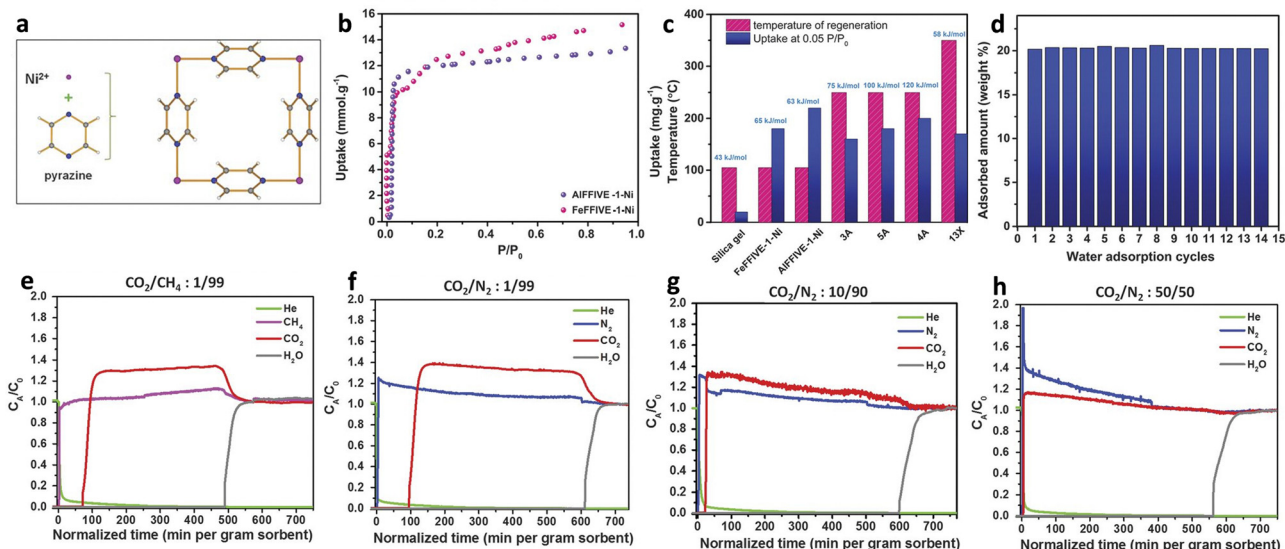 a
Ni2+
+
pyrazine
b
Uptake (mmol.g-1)
16
14
12
10
8
6
4
2
0
0.0 0.2 0.4 0.6 0.8 1.0
P/P0
AlFFIVE-1-Ni
FeFFIVE-1-Ni
c
temperature of regeneration
Uptake at 0.05 P/P0
Uptake (mg.g-1)
Temperature (°C)
400
300
200
100
0
43 kJ/mol
65 kJ/mol
63 kJ/mol
75 kJ/mol
100 kJ/mol
120 kJ/mol
58 kJ/mol
Silica gel
FeFFIVE-1-Ni
AlFFIVE-1-Ni
3A
5A
4A
13X
d
Adsorbed amount (weight %)
25
20
15
10
5
0
0 1 2 3 4 5 6 7 8 9 10 11 12 13 14 15
Water adsorption cycles
e
CO2/CH4 : 1/99
He
CH4
CO2
H2O
CA/C0
2.0
1.8
1.6
1.4
1.2
1.0
0.8
0.6
0.4
0.2
0.0
0 100 200 300 400 500 600 700
Normalized time (min per gram sorbent)
f
CO2/N2 : 1/99
He
N2
CO2
H2O
CA/C0
2.0
1.8
1.6
1.4
1.2
1.0
0.8
0.6
0.4
0.2
0.0
0 100 200 300 400 500 600 700
Normalized time (min per gram sorbent)
g
CO2/N2 : 10/90
He
N2
CO2
H2O
CA/C0
2.0
1.8
1.6
1.4
1.2
1.0
0.8
0.6
0.4
0.2
0.0
0 100 200 300 400 500 600 700
Normalized time (min per gram sorbent)
h
CO2/N2 : 50/50
He
N2
CO2
H2O
CA/C0
2.0
1.8
1.6
1.4
1.2
1.0
0.8
0.6
0.4
0.2
0.0
0 100 200 300 400 500 600 700
Normalized time (min per gram sorbent)